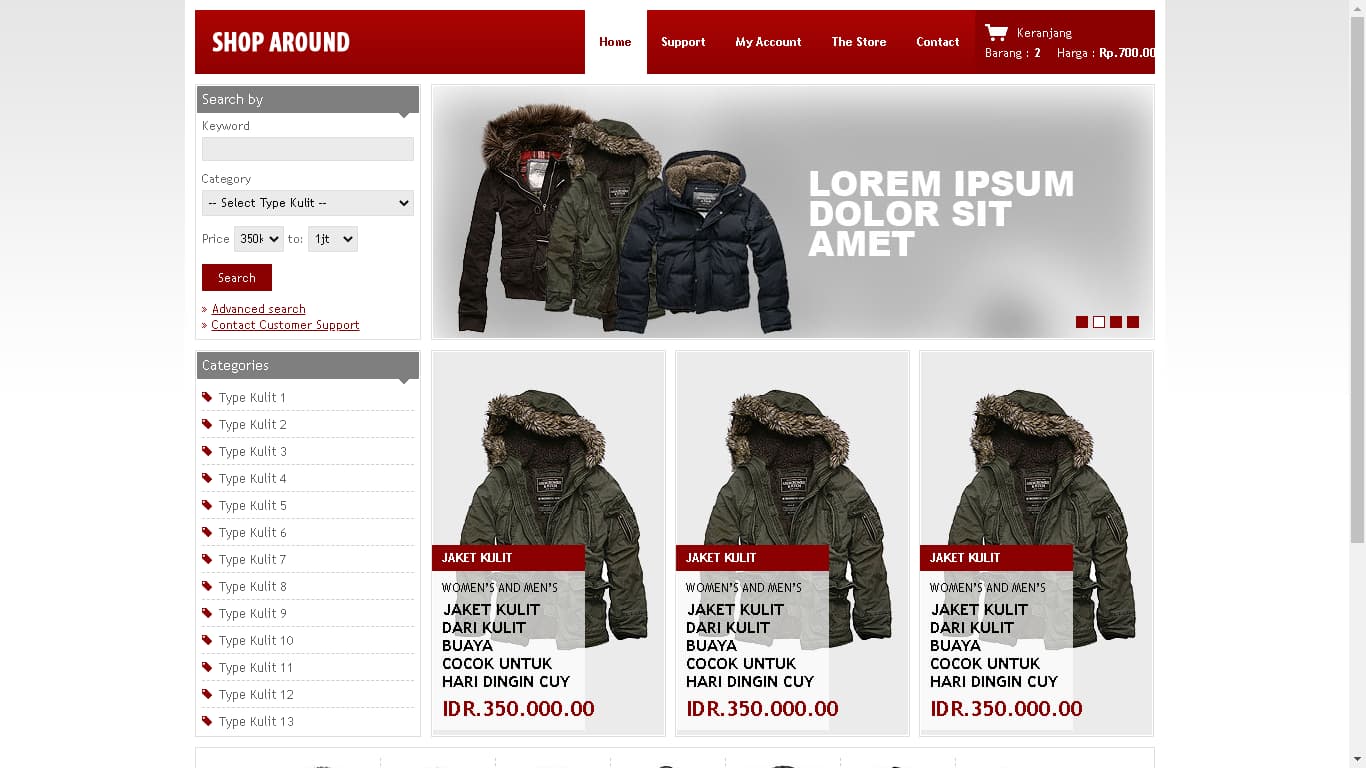 SHOP AROUND
Home
Support
My Account
The Store
Contact
Keranjang
Barang : 2 Harga : Rp.700.00
Search by
Keyword
Category
-- Select Type Kulit --
Price 350k to: 1jt
Search
» Advanced search
» Contact Customer Support
LOREM IPSUM
DOLOR SIT
AMET
Categories
Type Kulit 1
Type Kulit 2
Type Kulit 3
Type Kulit 4
Type Kulit 5
Type Kulit 6
Type Kulit 7
Type Kulit 8
Type Kulit 9
Type Kulit 10
Type Kulit 11
Type Kulit 12
Type Kulit 13
JAKET KULIT
WOMEN'S AND MEN'S
JAKET KULIT
DARI KULIT
BUAYA
COCOK UNTUK
HARI DINGIN CUY
IDR.350.000.00
JAKET KULIT
WOMEN'S AND MEN'S
JAKET KULIT
DARI KULIT
BUAYA
COCOK UNTUK
HARI DINGIN CUY
IDR.350.000.00
JAKET KULIT
WOMEN'S AND MEN'S
JAKET KULIT
DARI KULIT
BUAYA
COCOK UNTUK
HARI DINGIN CUY
IDR.350.000.00